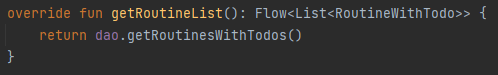 override fun getRoutineList(): Flow<List<RoutineWithTodo>> {
    return dao.getRoutinesWithTodos()
}